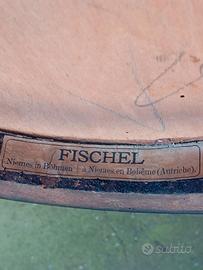 FISCHEL
Niemes in Böhmen à Niemes en Bohême (Autriche).
subito